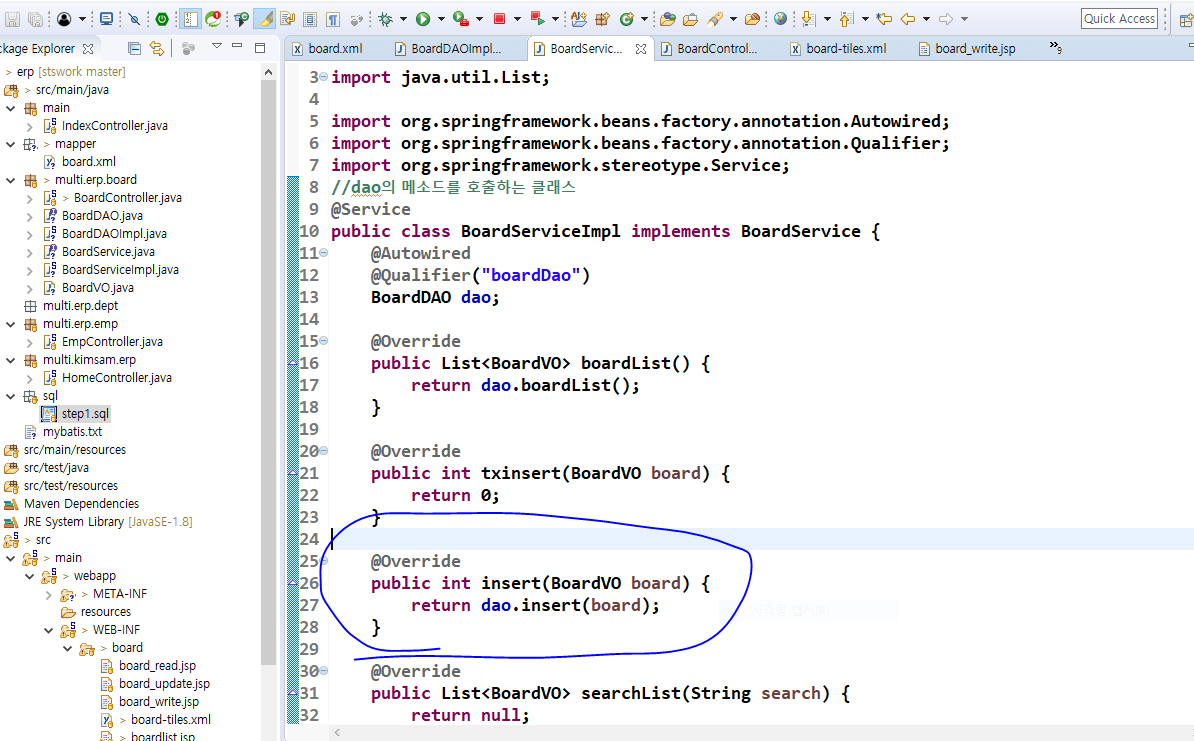 Quick Access
ckage Explorer
board.xml
BoardDAOImpl...
BoardServic...
BoardControl...
board-tiles.xml
board_write.jsp
»9
> erp [stswork master]
> src/main/java
main
IndexController.java
> mapper
board.xml
> multi.erp.board
> BoardController.java
BoardDAO.java
BoardDAOImpl.java
BoardService.java
BoardServiceImpl.java
BoardVO.java
multi.erp.dept
multi.erp.emp
EmpController.java
multi.kimsam.erp
HomeController.java
sql
step1.sql
mybatis.txt
src/main/resources
src/test/java
src/test/resources
Maven Dependencies
JRE System Library [JavaSE-1.8]
> src
> main
> webapp
> META-INF
resources
> WEB-INF
> board
board_read.jsp
board_update.jsp
board_write.jsp
> board-tiles.xml
> boardlist.jsp
3 import java.util.List;
4
5 import org.springframework.beans.factory.annotation.Autowired;
6 import org.springframework.beans.factory.annotation.Qualifier;
7 import org.springframework.stereotype.Service;
8 //dao의 메소드를 호출하는 클래스
9 @Service
10 public class BoardServiceImpl implements BoardService {
11 @Autowired
12 @Qualifier("boardDao")
13 BoardDAO dao;
14
15 @Override
16 public List<BoardVO> boardList() {
17 return dao.boardList();
18 }
19
20 @Override
21 public int txinsert(BoardVO board) {
22 return 0;
23 }
24
25 @Override
26 public int insert(BoardVO board) {
27 return dao.insert(board);
28 }
29
30 @Override
31 public List<BoardVO> searchList(String search) {
32 return null;